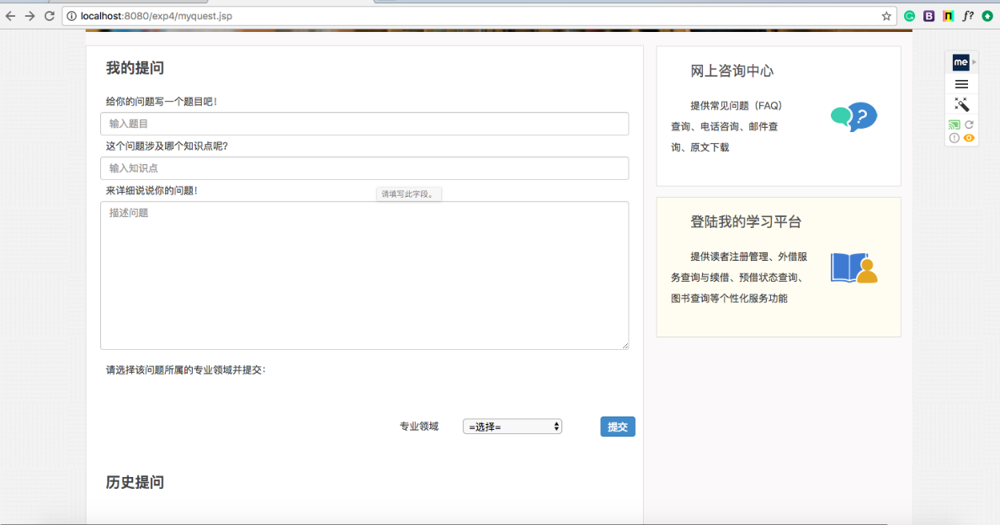 localhost:8080/exp4/myquest.jsp
B
f?
我的提问
给你的问题写一个题目吧!
输入题目
这个问题涉及哪个知识点呢?
输入知识点
来详细说说你的问题!
请填写此字段。
描述问题
请选择该问题所属的专业领域并提交:
专业领域
=选择=
提交
历史提问
网上咨询中心
提供常见问题（FAQ）
查询、电话咨询、邮件查
询、原文下载
?
登陆我的学习平台
提供读者注册管理、外借服
务查询与续借、预借状态查询、
图书查询等个性化服务功能
me